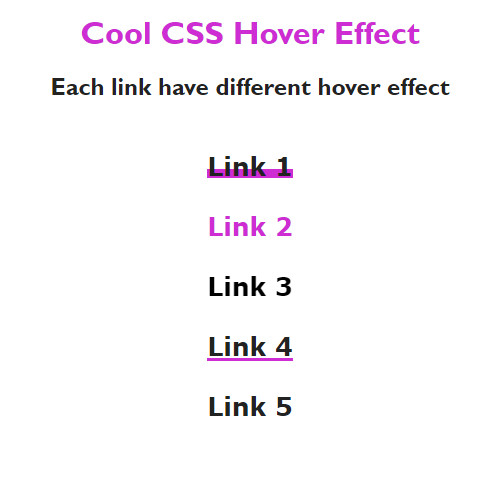 Cool CSS Hover Effect
Each link have different hover effect
Link 1
Link 2
Link 3
Link 4
Link 5